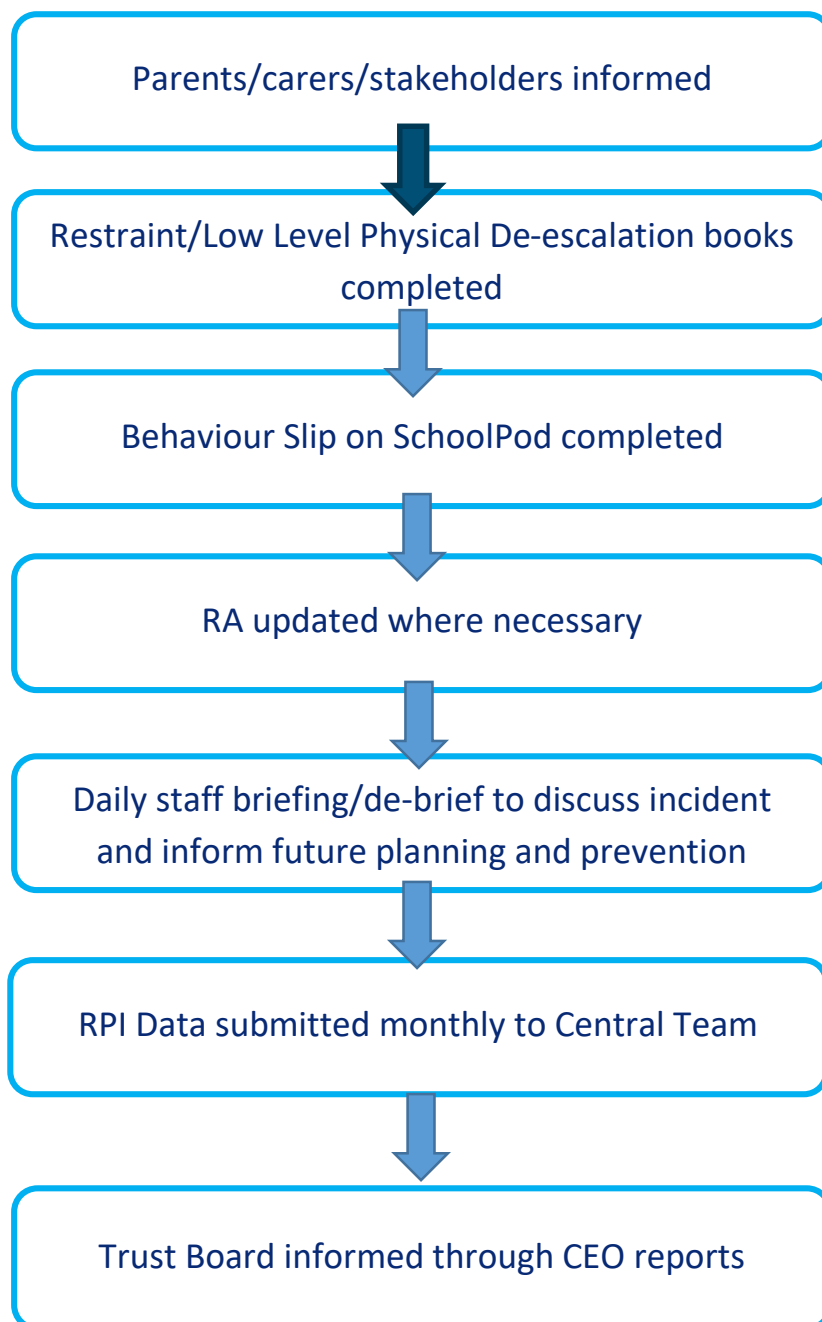 Parents/carers/stakeholders informed
Restraint/Low Level Physical De-escalation books
completed
Behaviour Slip on SchoolPod completed
RA updated where necessary
Daily staff briefing/de-brief to discuss incident
and inform future planning and prevention
RPI Data submitted monthly to Central Team
Trust Board informed through CEO reports